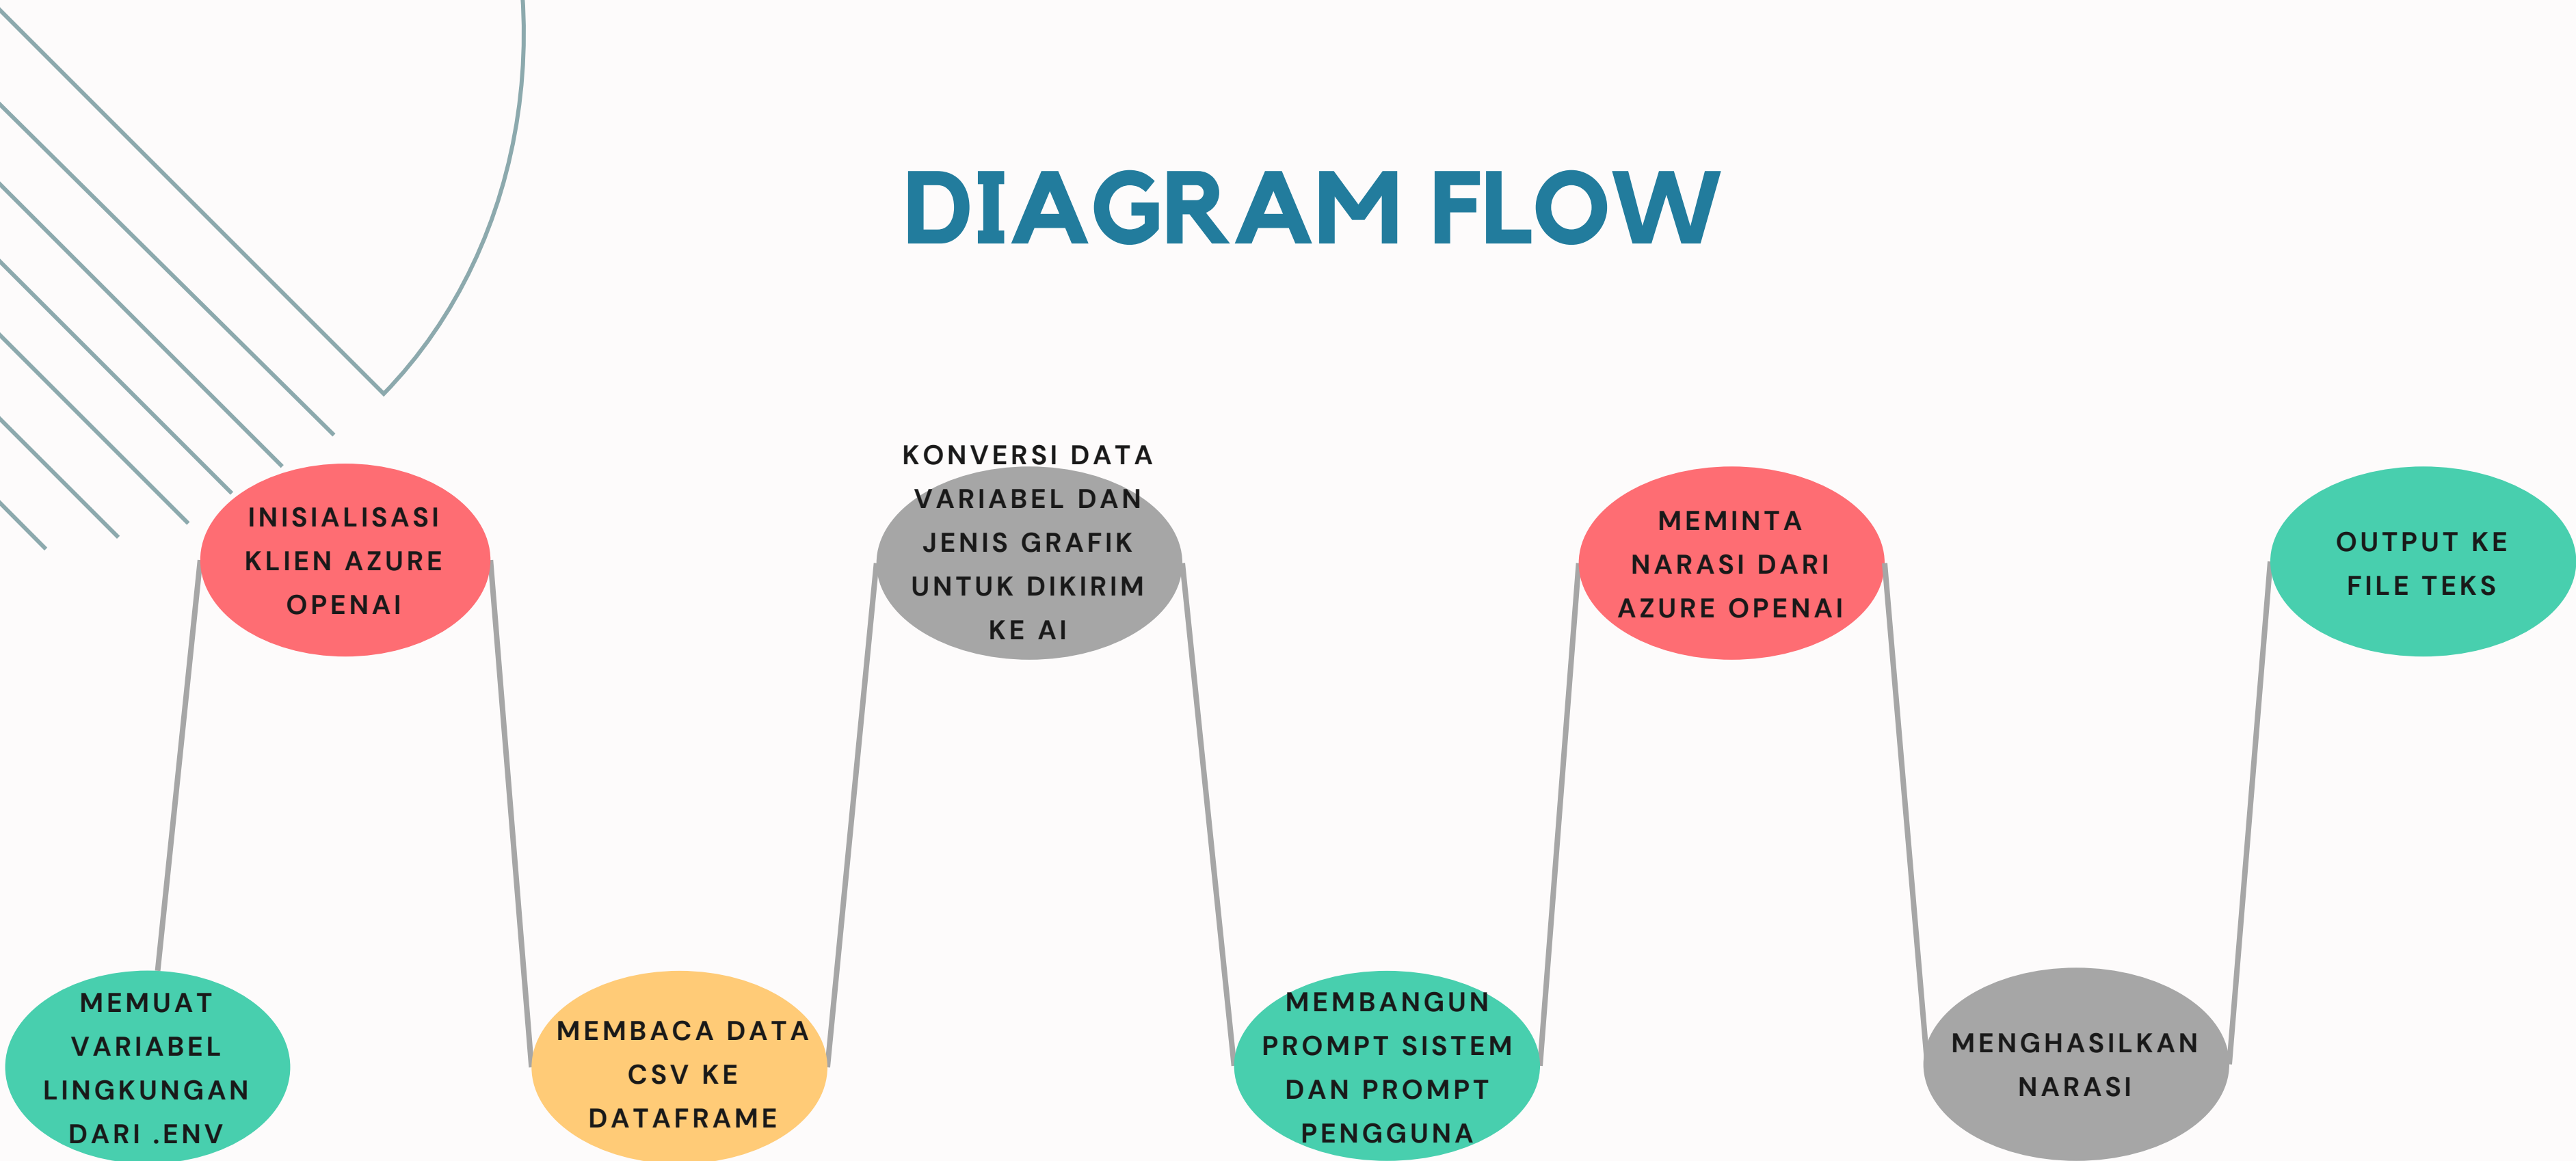 DIAGRAM FLOW
MEMUAT
VARIABEL
LINGKUNGAN
DARI .ENV
INISIALISASI
KLIEN AZURE
OPENAI
MEMBACA DATA
CSV KE
DATAFRAME
KONVERSI DATA
VARIABEL DAN
JENIS GRAFIK
UNTUK DIKIRIM
KE AI
MEMBANGUN
PROMPT SISTEM
DAN PROMPT
PENGGUNA
MEMINTA
NARASI DARI
AZURE OPENAI
MENGHASILKAN
NARASI
OUTPUT KE
FILE TEKS